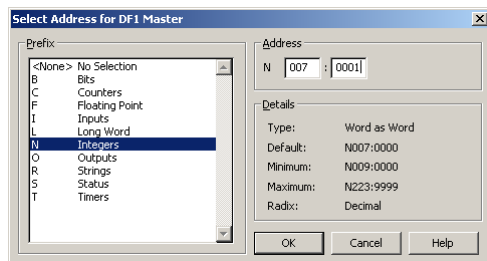 Select Address for DF1 Master
Prefix
<None> No Selection
B Bits
C Counters
F Floating Point
I Inputs
L Long Word
N Integers
O Outputs
R Strings
S Status
T Timers
Address
N 007 : 0001
Details
Type: Word as Word
Default: N007:0000
Minimum: N009:0000
Maximum: N223:9999
Radix: Decimal
OK Cancel Help